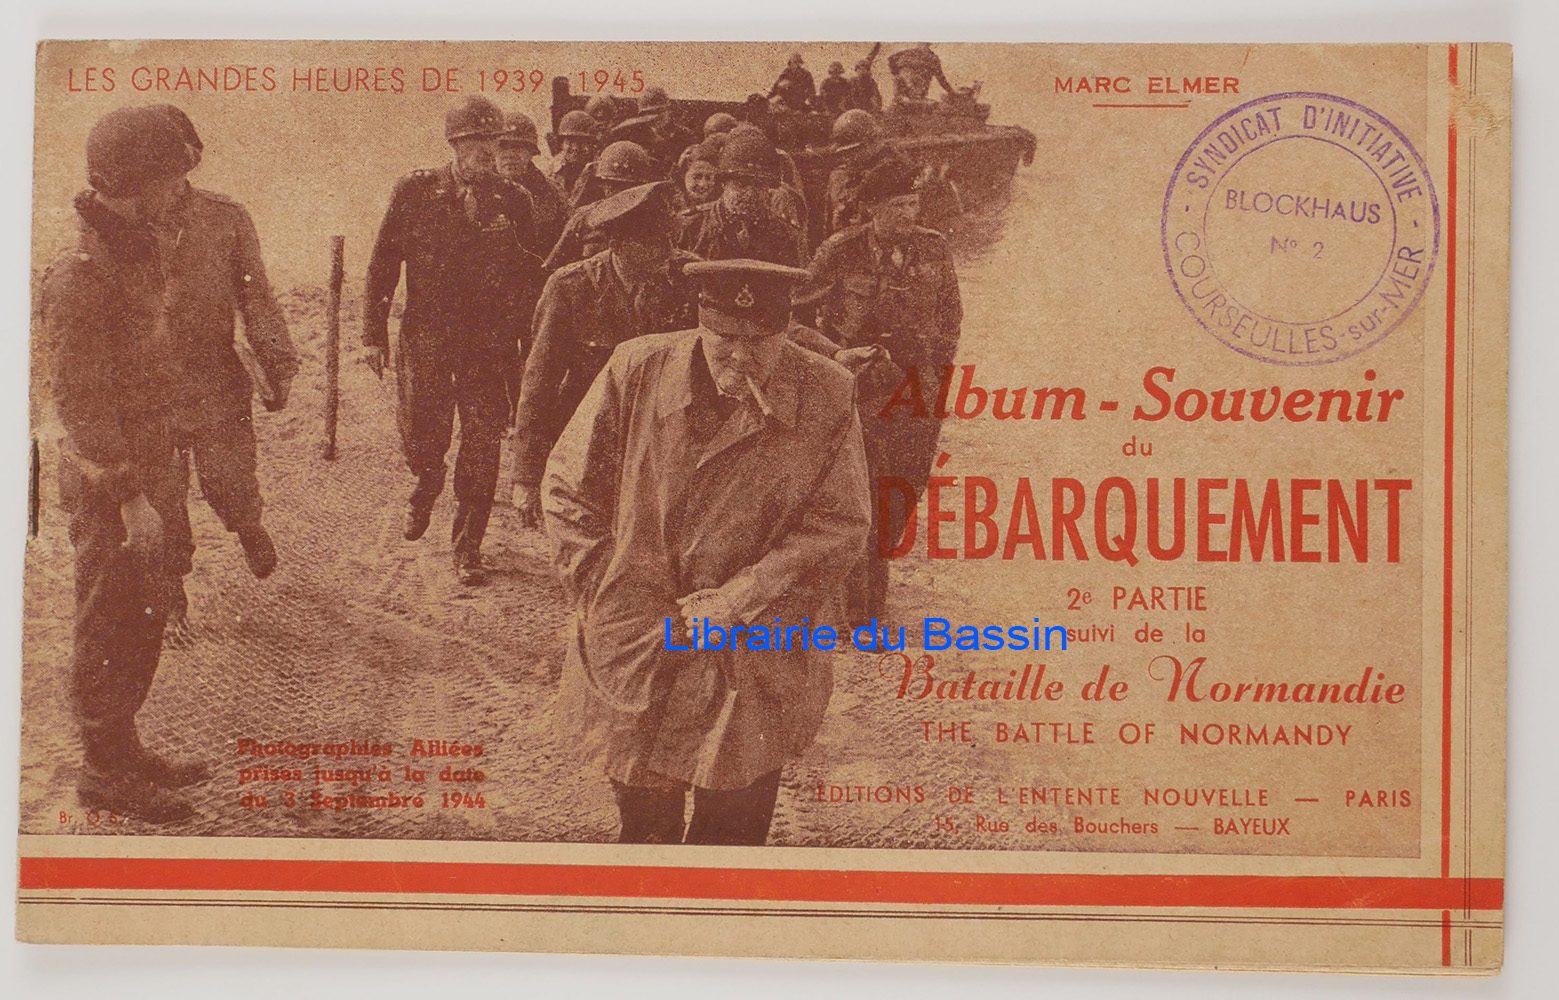 LES GRANDES HEURES DE 1939 1945
MARC ELMER
SYNDICAT D'INITIATIVE
BLOCKHAUS
N° 2
COURSEULLES-sur-MER
Album - Souvenir
du
DÉBARQUEMENT
2e PARTIE
suivi de la
Librairie du Bassin
Bataille de Normandie
THE BATTLE OF NORMANDY
Photographies Alliées
prises jusqu'à la date
du 3 Septembre 1944
ÉDITIONS DE L'ENTENTE NOUVELLE — PARIS
15, Rue des Bouchers — BAYEUX
Br. O. S.